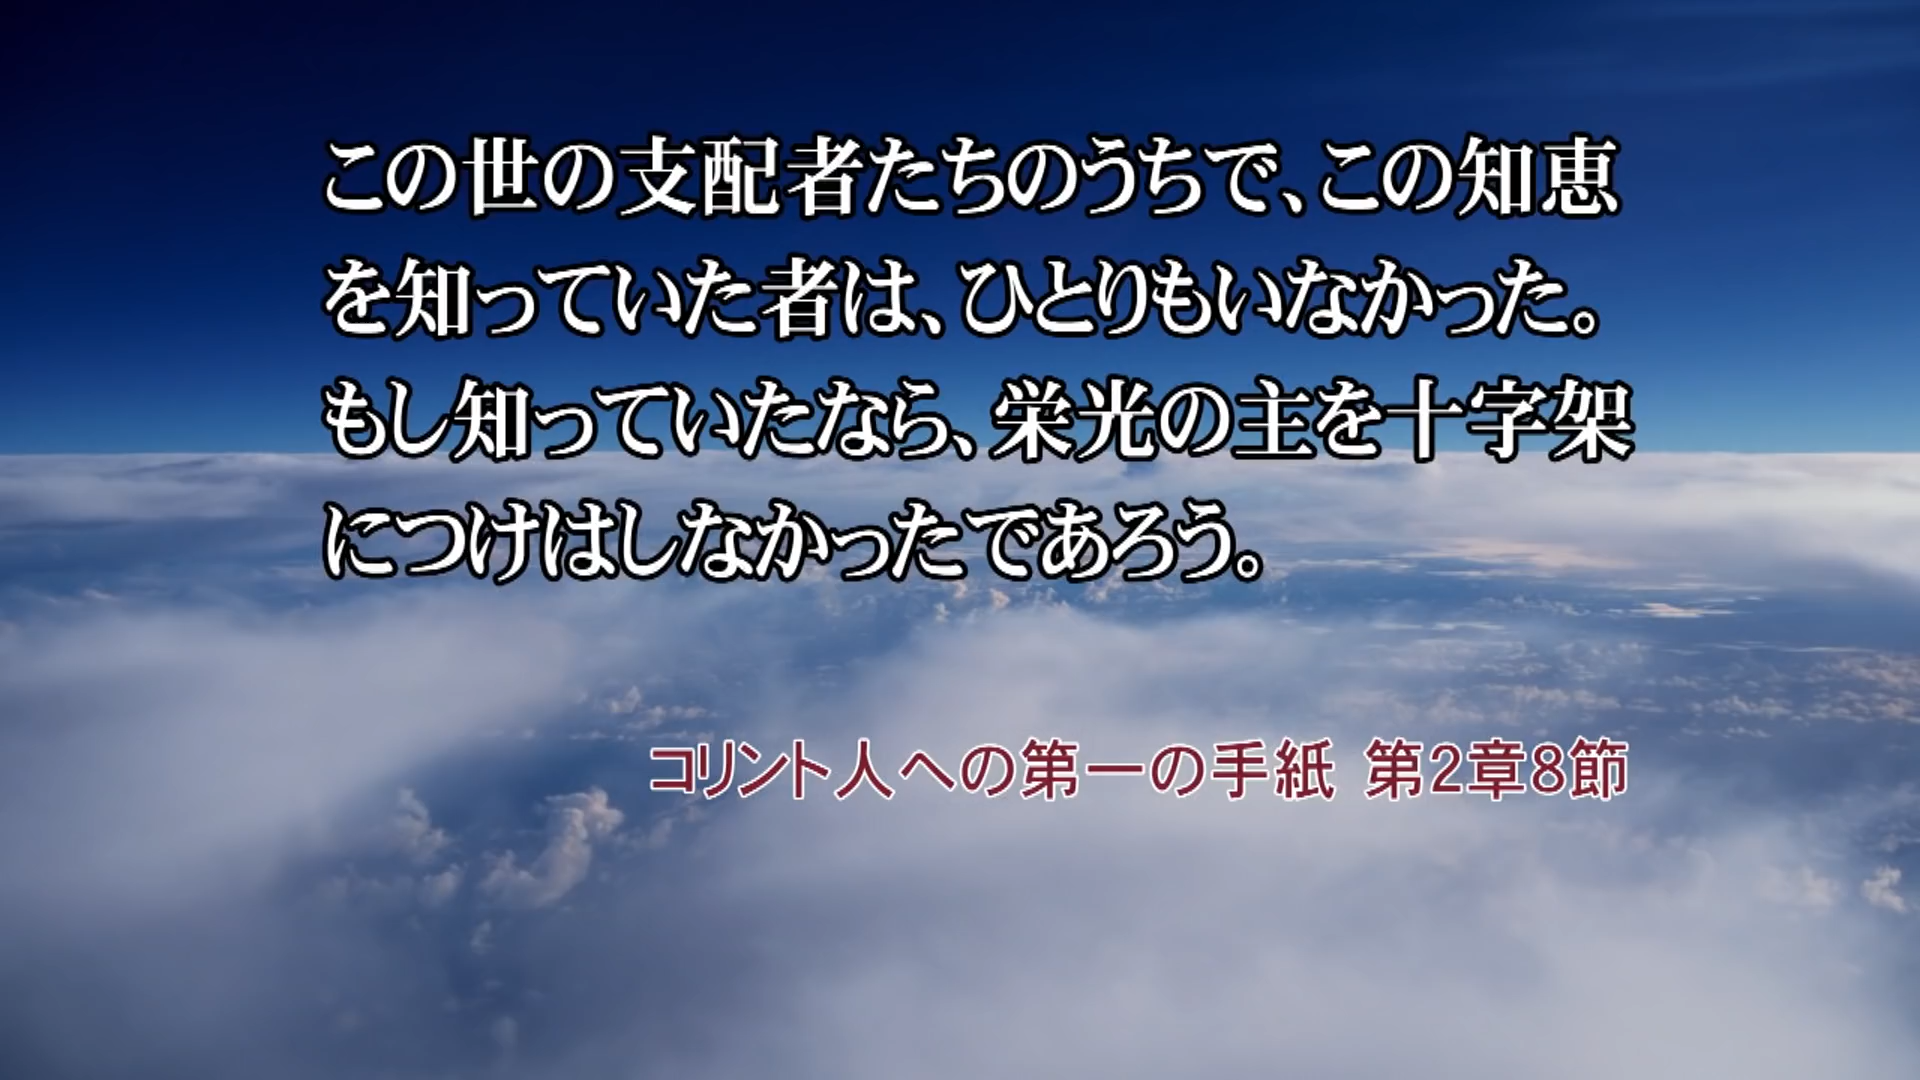 この世の支配者たちのうちで、この知恵
を知っていた者は、ひとりもいなかった。
もし知っていたなら、栄光の主を十字架
につけはしなかったであろう。
コリント人への第一の手紙 第2章8節